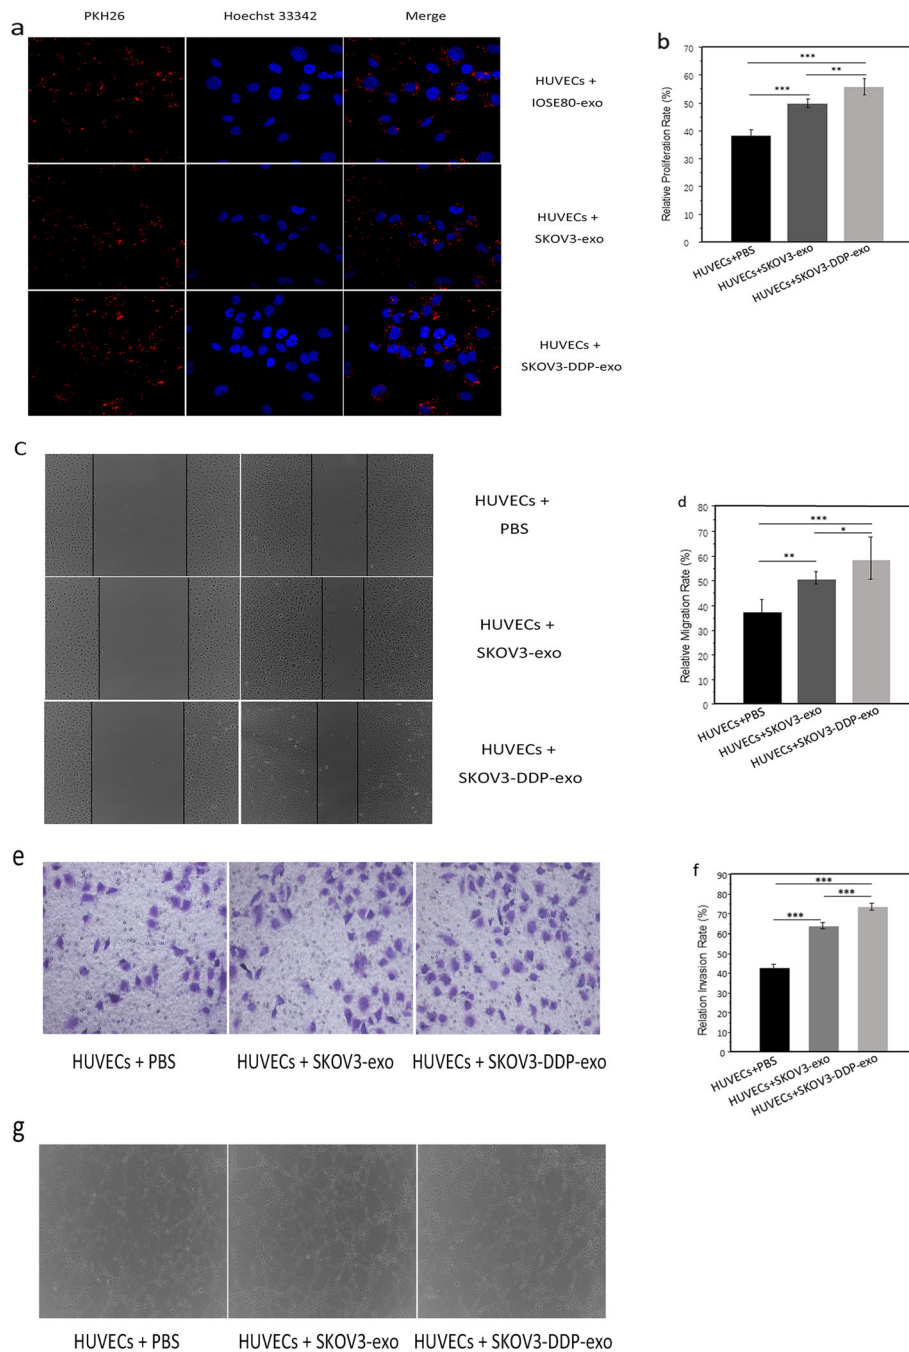 a
PKH26
Hoechst 33342
Merge
HUVECs +
IOSE80-exo
HUVECs +
SKOV3-exo
HUVECs +
SKOV3-DDP-exo
b
Relative Proliferation Rate (%)
70
60
50
40
30
20
10
0
***
**
***
HUVECs+PBS
HUVECs+SKOV3-exo
HUVECs+SKOV3-DDP-exo
c
HUVECs +
PBS
HUVECs +
SKOV3-exo
HUVECs +
SKOV3-DDP-exo
d
Relative Migration Rate (%)
80
70
60
50
40
30
20
10
0
***
*
**
HUVECs+PBS
HUVECs+SKOV3-exo
HUVECs+SKOV3-DDP-exo
e
HUVECs + PBS
HUVECs + SKOV3-exo
HUVECs + SKOV3-DDP-exo
f
Relation Invasion Rate (%)
90
80
70
60
50
40
30
20
10
0
***
***
***
HUVECs+PBS
HUVECs+SKOV3-exo
HUVECs+SKOV3-DDP-exo
g
HUVECs + PBS
HUVECs + SKOV3-exo
HUVECs + SKOV3-DDP-exo